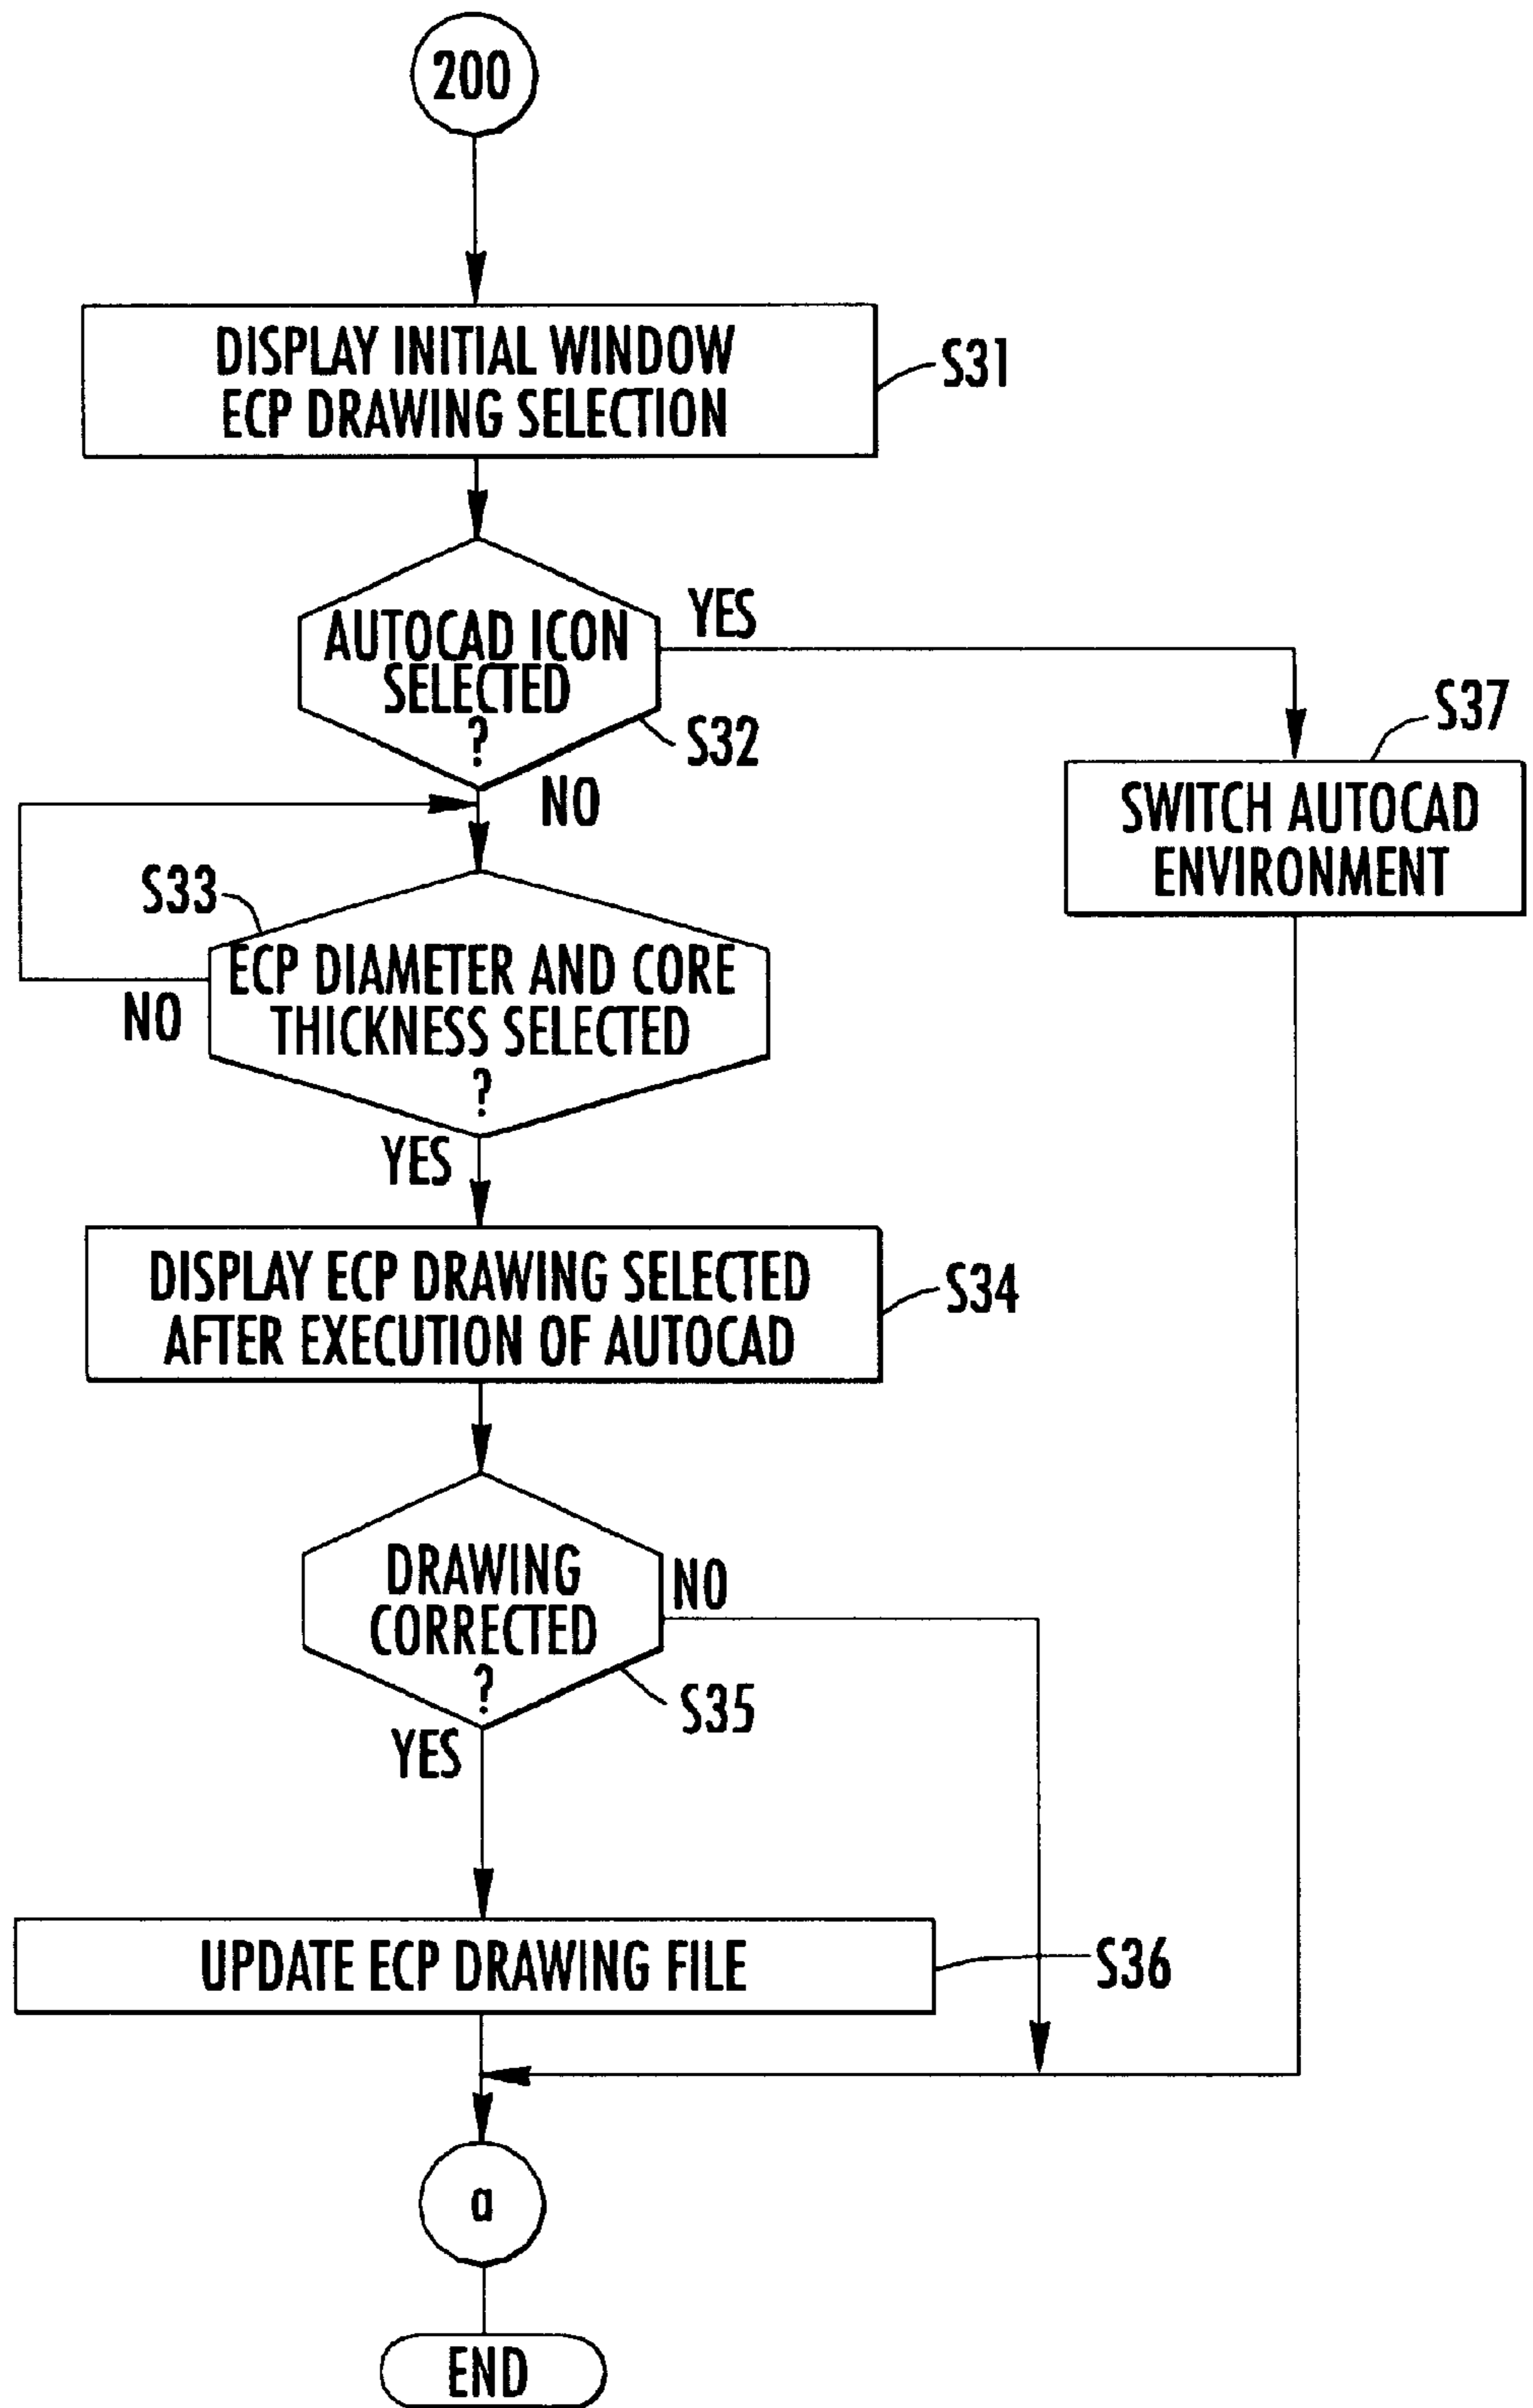 200
DISPLAY INITIAL WINDOW
ECP DRAWING SELECTION
S31
AUTOCAD ICON
SELECTED
?
YES
S32
NO
S37
SWITCH AUTOCAD
ENVIRONMENT
S33
ECP DIAMETER AND CORE
THICKNESS SELECTED
?
NO
YES
DISPLAY ECP DRAWING SELECTED
AFTER EXECUTION OF AUTOCAD
S34
DRAWING
CORRECTED
?
NO
S35
YES
UPDATE ECP DRAWING FILE
S36
a
END